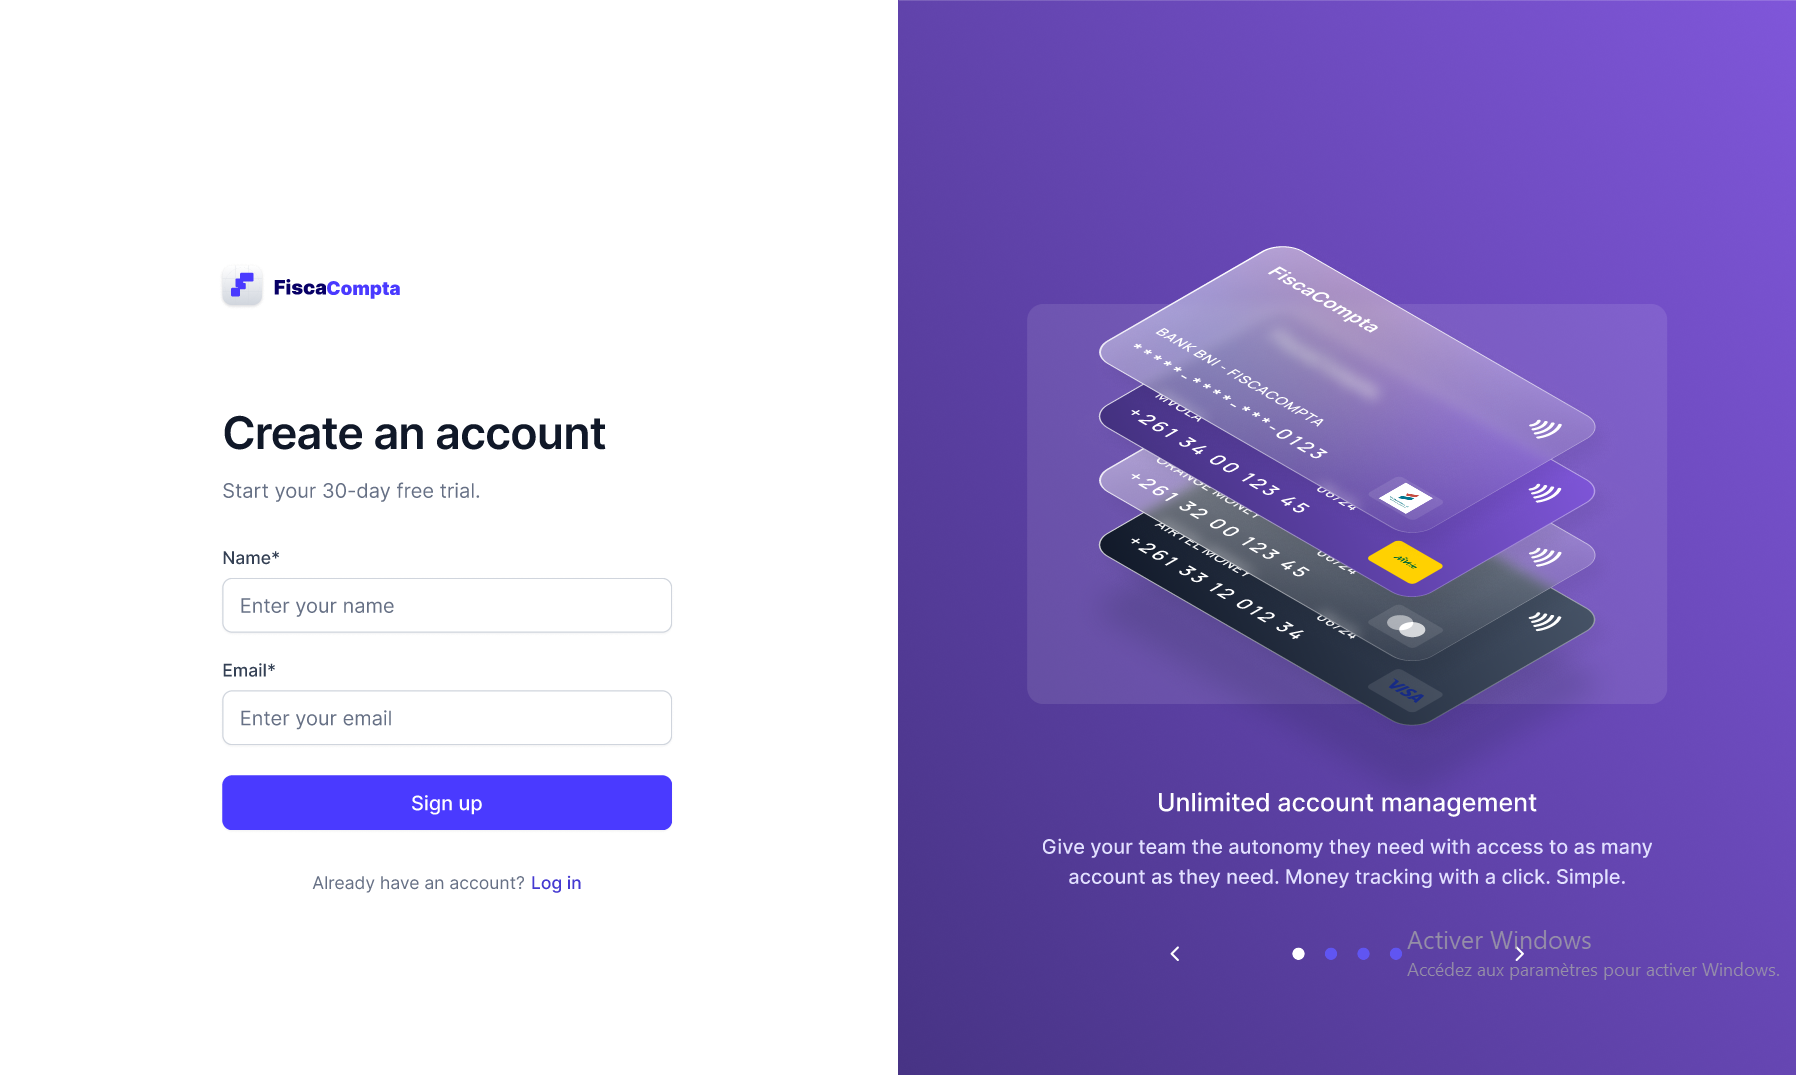 FiscaCompta
Create an account
Start your 30-day free trial.
Name*
Enter your name
Email*
Enter your email
Sign up
Already have an account? Log in
FiscaCompta
BANK BNI - FISCACOMPTA
*****-****-***-0123
MVOLA
+261 34 00 123 45
06/24
ORANGE MONEY
+261 32 00 123 45
06/24
AIRTEL MONEY
+261 33 12 012 34
06/24
VISA
Unlimited account management
Give your team the autonomy they need with access to as many
account as they need. Money tracking with a click. Simple.
Activer Windows
Accédez aux paramètres pour activer Windows.